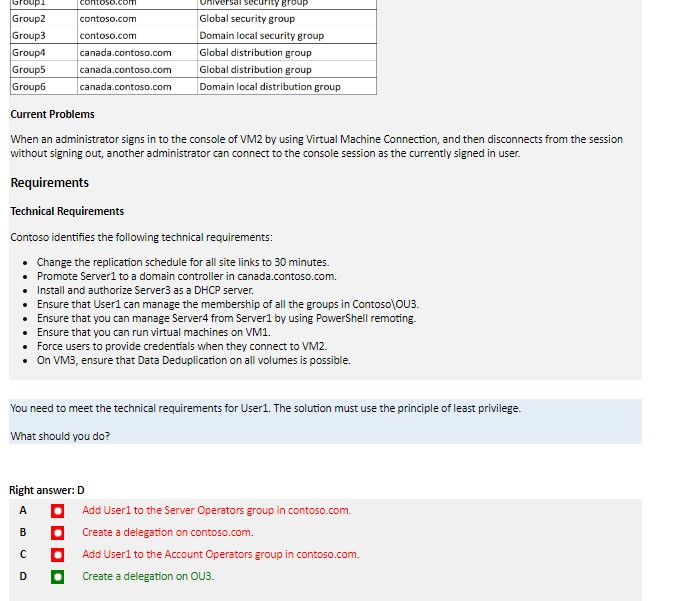 Group1 contoso.com Universal security group
Group2 contoso.com Global security group
Group3 contoso.com Domain local security group
Group4 canada.contoso.com Global distribution group
Group5 canada.contoso.com Global distribution group
Group6 canada.contoso.com Domain local distribution group
Current Problems
When an administrator signs in to the console of VM2 by using Virtual Machine Connection, and then disconnects from the session
without signing out, another administrator can connect to the console session as the currently signed in user.
Requirements
Technical Requirements
Contoso identifies the following technical requirements:
• Change the replication schedule for all site links to 30 minutes.
• Promote Server1 to a domain controller in canada.contoso.com.
• Install and authorize Server3 as a DHCP server.
• Ensure that User1 can manage the membership of all the groups in Contoso\OU3.
• Ensure that you can manage Server4 from Server1 by using PowerShell remoting.
• Ensure that you can run virtual machines on VM1.
• Force users to provide credentials when they connect to VM2.
• On VM3, ensure that Data Deduplication on all volumes is possible.
You need to meet the technical requirements for User1. The solution must use the principle of least privilege.
What should you do?
Right answer: D
A Add User1 to the Server Operators group in contoso.com.
B Create a delegation on contoso.com.
C Add User1 to the Account Operators group in contoso.com.
D Create a delegation on OU3.